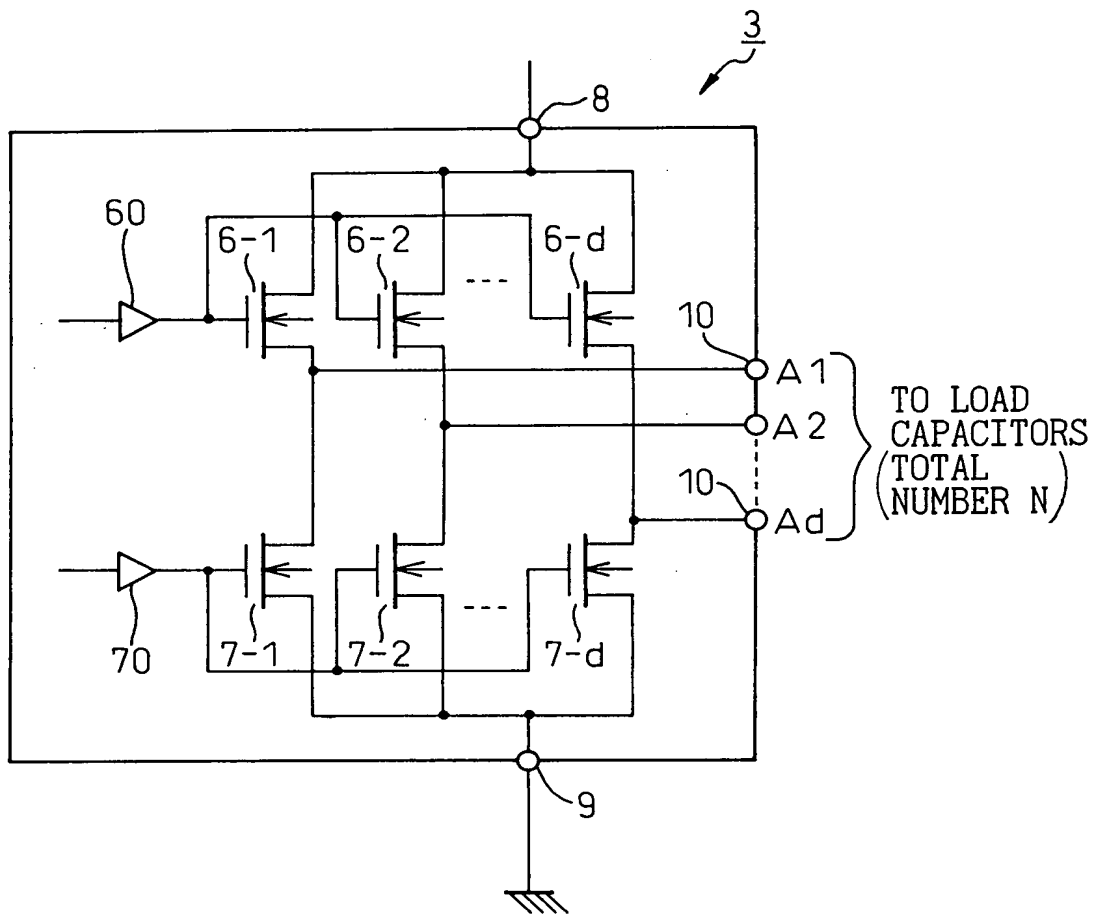 3
8
60
6-1
6-2
6-d
10
A1
A2
10
Ad
TO LOAD
CAPACITORS
(TOTAL
NUMBER N)
70
7-1
7-2
7-d
9